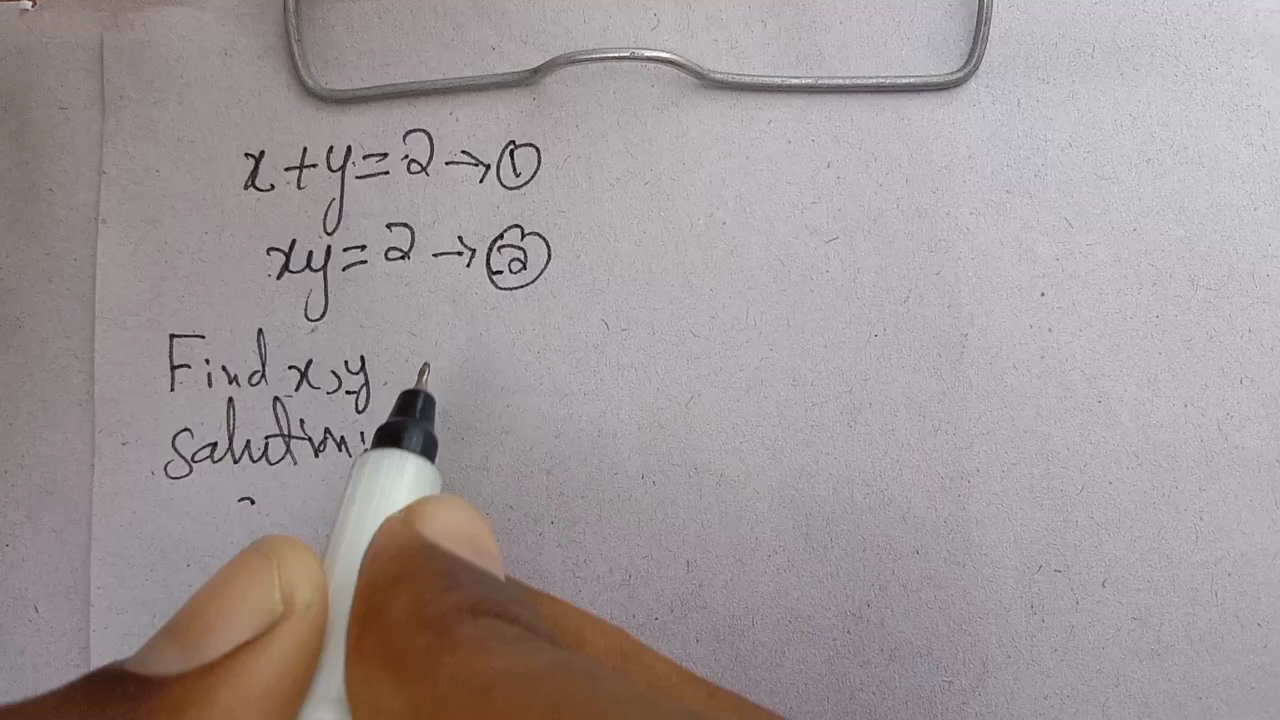 x+y=2→①
xy=2→②
Find x,y
solution: